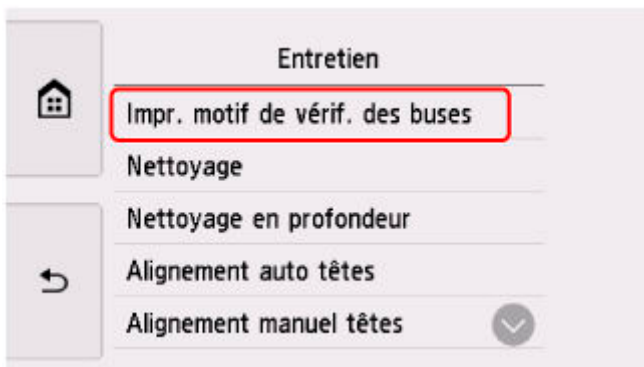 Entretien
Impr. motif de vérif. des buses
Nettoyage
Nettoyage en profondeur
Alignement auto têtes
Alignement manuel têtes